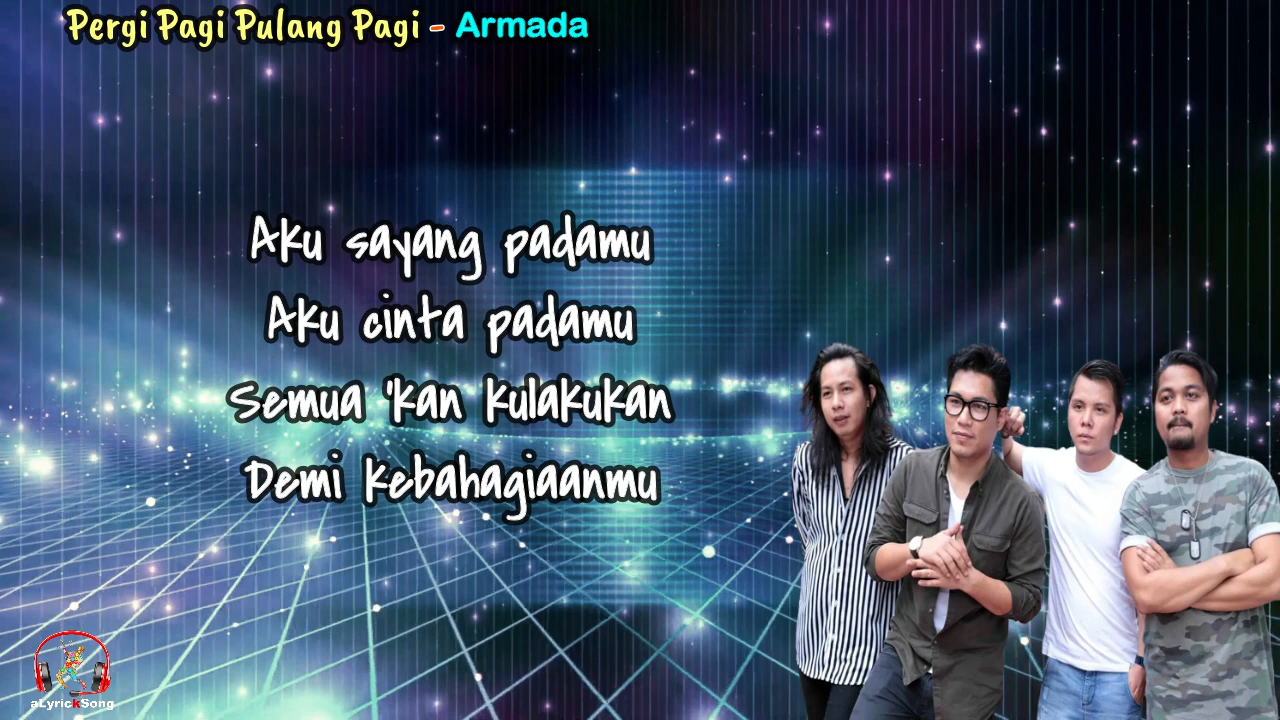 Pergi Pagi Pulang Pagi - Armada
Aku sayang padamu
Aku cinta padamu
Semua 'kan kulakukan
Demi kebahagiaanmu
aLyrickSong